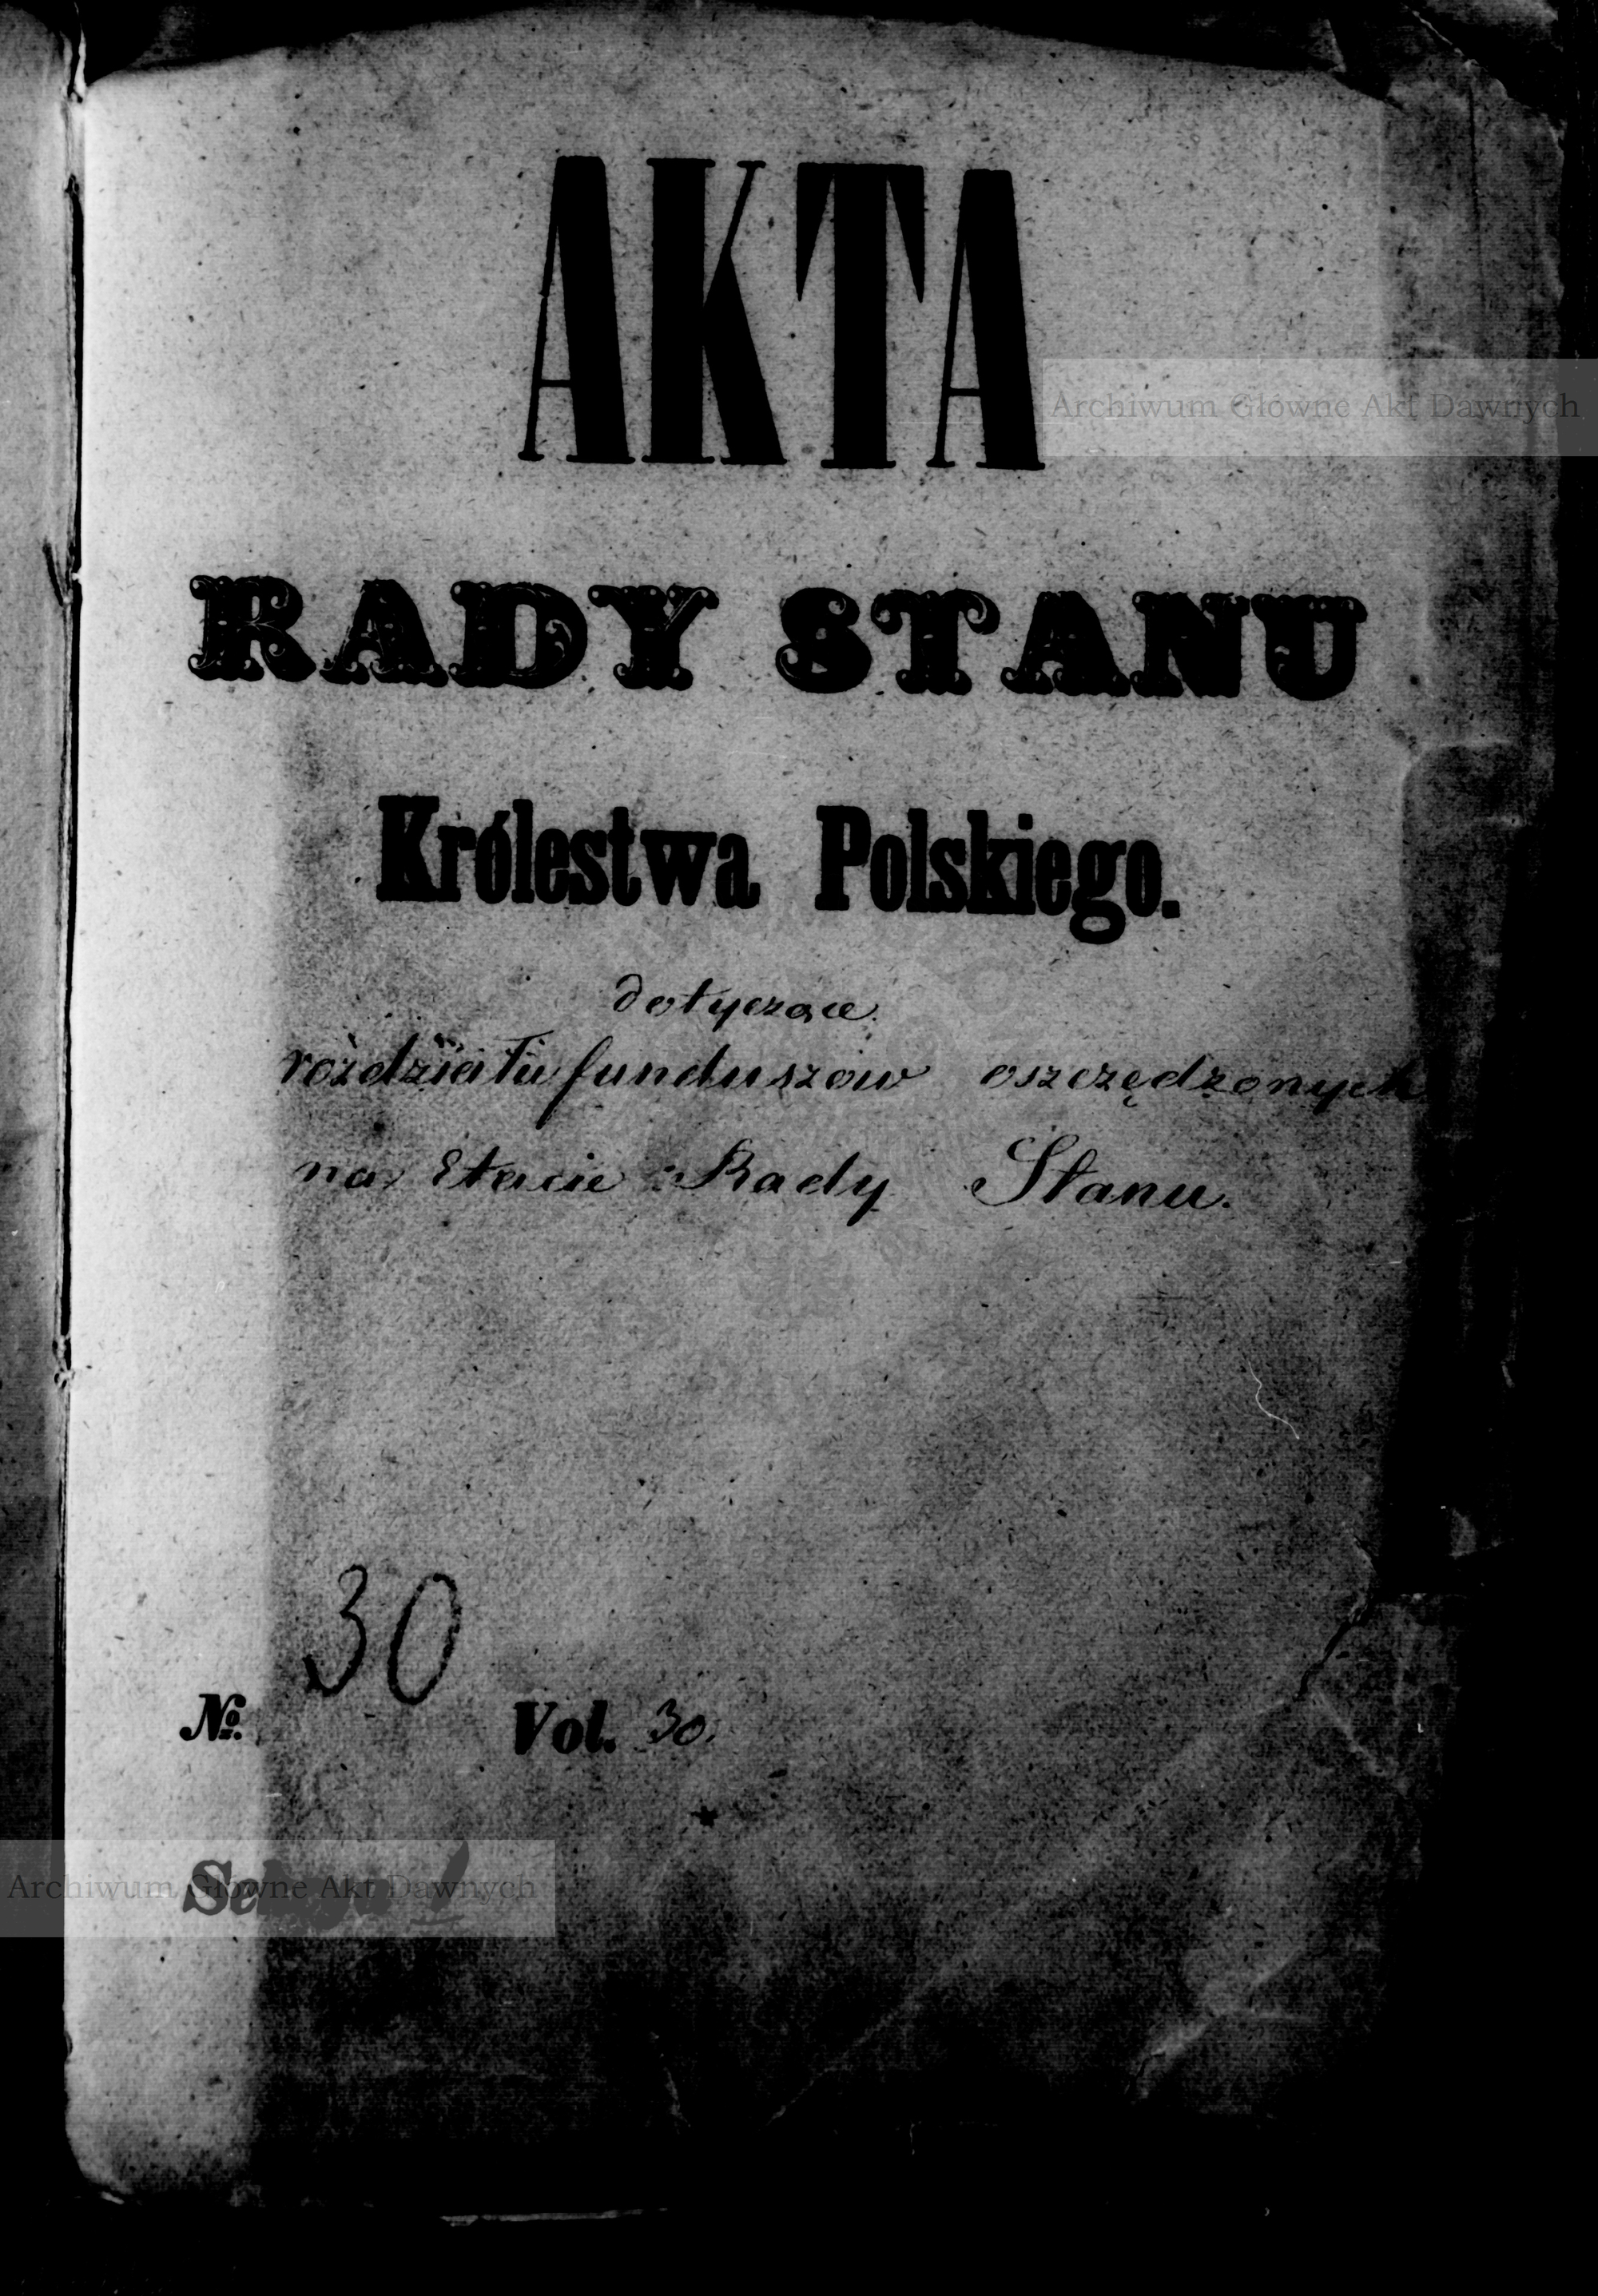 AKTA
Archiwum Główne Akt Dawnych
RADY STANU
Królestwa Polskiego.
dotyczące
rozdziału funduszów oszczędzonych
na Etacie Rady Stanu.
30
No. Vol. 30.
Archiwum Główne Akt Dawnych